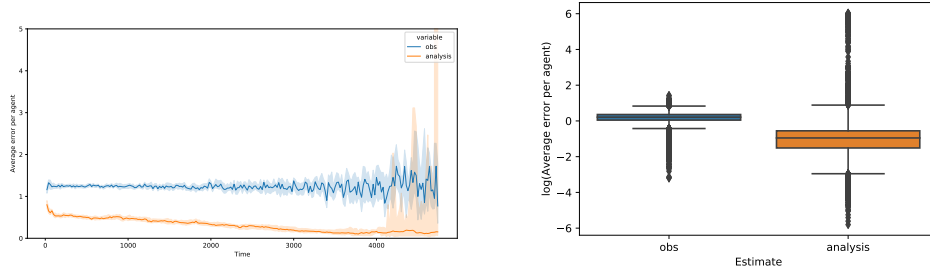 5
4
3
2
1
0
Average error per agent
0
1000
2000
3000
4000
Time
variable
obs
analysis
6
4
2
0
−2
−4
−6
log(Average error per agent)
obs
analysis
Estimate